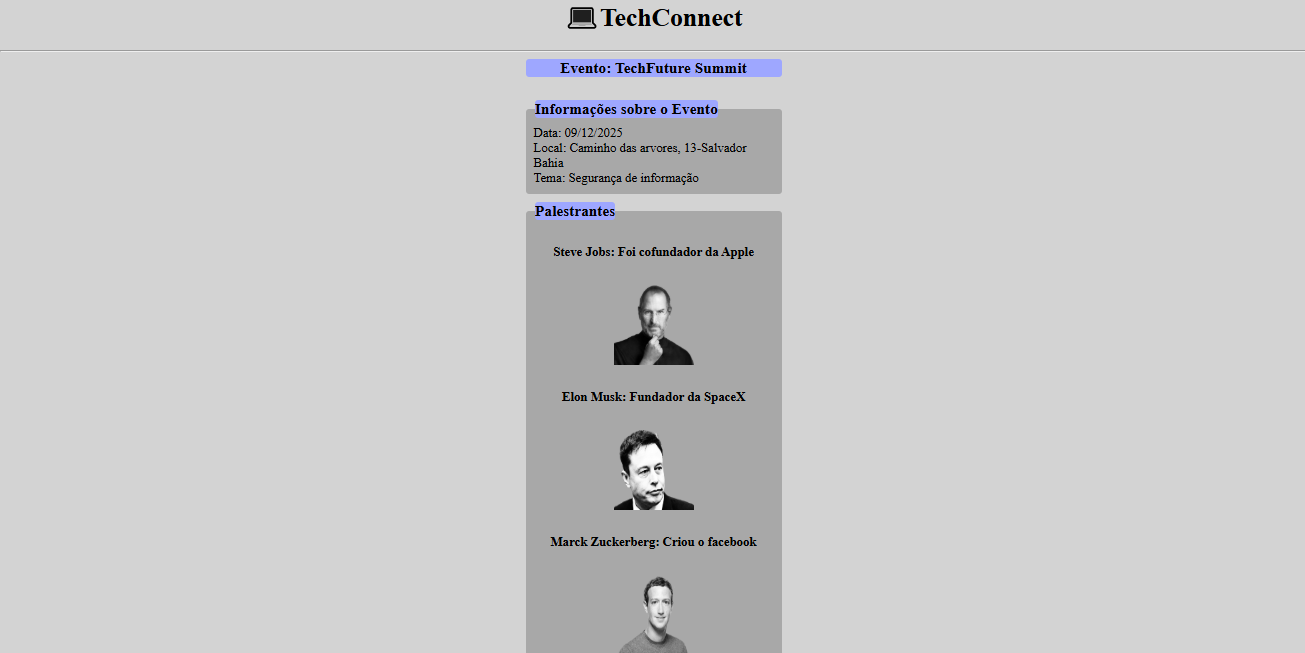 TechConnect
Evento: TechFuture Summit
Informações sobre o Evento
Data: 09/12/2025
Local: Caminho das arvores, 13-Salvador
Bahia
Tema: Segurança de informação
Palestrantes
Steve Jobs: Foi cofundador da Apple
Elon Musk: Fundador da SpaceX
Marck Zuckerberg: Criou o facebook